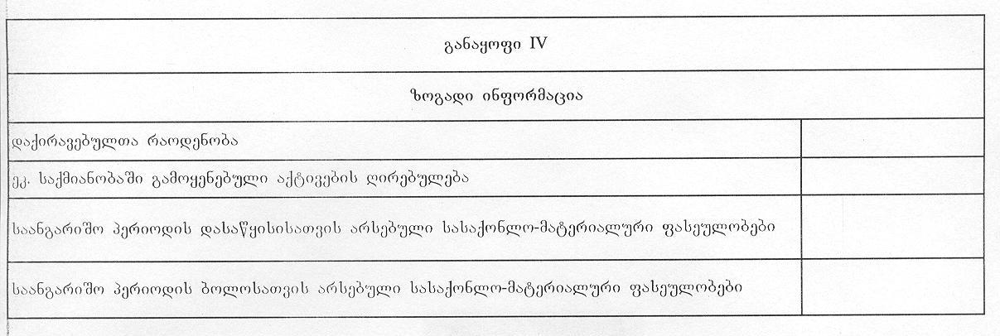 განაყოფი IV
ზოგადი ინფორმაცია
დაქირავებულთა რაოდენობა
ეკ. საქმიანობაში გამოყენებული აქტივების ღირებულება
საანგარიშო პერიოდის დასაწყისისათვის არსებული სასაქონლო-მატერიალური ფასეულობები
საანგარიშო პერიოდის ბოლოსათვის არსებული სასაქონლო-მატერიალური ფასეულობები